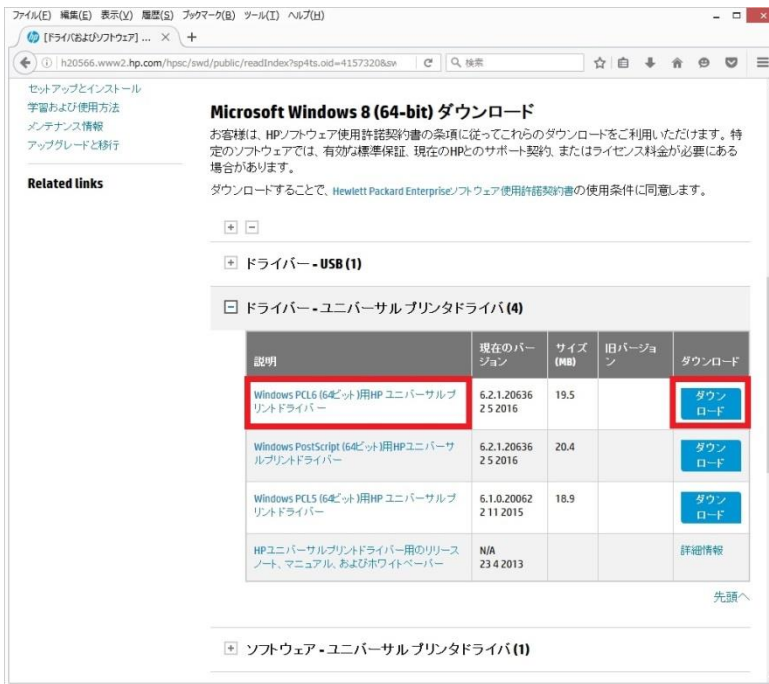 ファイル(F) 編集(E) 表示(V) 履歴(S) ブックマーク(B) ツール(T) ヘルプ(H)
[ドライバおよびソフトウェア] ...
h20566.www2.hp.com/hpsc/swd/public/readIndex?sp4ts.oid=4157320&sw
検索
セットアップとインストール
学習および使用方法
メンテナンス情報
アップグレードと移行
Related links
Microsoft Windows 8 (64-bit) ダウンロード
お客様は、HPソフトウェア使用許諾契約書の条項に従ってこれらのダウンロードをご利用いただけます。特
定のソフトウェアでは、有効な標準保証、現在のHPとのサポート契約、またはライセンス料金が必要にある
場合があります。
ダウンロードすることで、Hewlett Packard Enterpriseソフトウェア使用許諾契約書の使用条件に同意します。
ドライバー - USB (1)
ドライバー - ユニバーサル プリンタドライバ (4)
説明
現在のバー
ジョン
サイズ
(MB)
旧バージョ
ン
ダウンロード
Windows PCL6 (64ビット)用HP ユニバーサルプ
リントドライバー
6.2.1.20636
2 5 2016
19.5
ダウン
ロード
Windows PostScript (64ビット)用HPユニバーサ
ルプリントドライバー
6.2.1.20636
2 5 2016
20.4
ダウン
ロード
Windows PCL5 (64ビット)用HP ユニバーサルプ
リントドライバー
6.1.0.20062
2 11 2015
18.9
ダウン
ロード
HPユニバーサルプリントドライバー用のリリース
ノート、マニュアル、およびホワイトペーパー
N/A
23 4 2013
詳細情報
先頭へ
ソフトウェア - ユニバーサル プリンタドライバ (1)